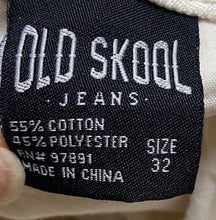 OLD SKOOL
JEANS
55% COTTON
45% POLYESTER
RN# 97891
MADE IN CHINA
SIZE
32